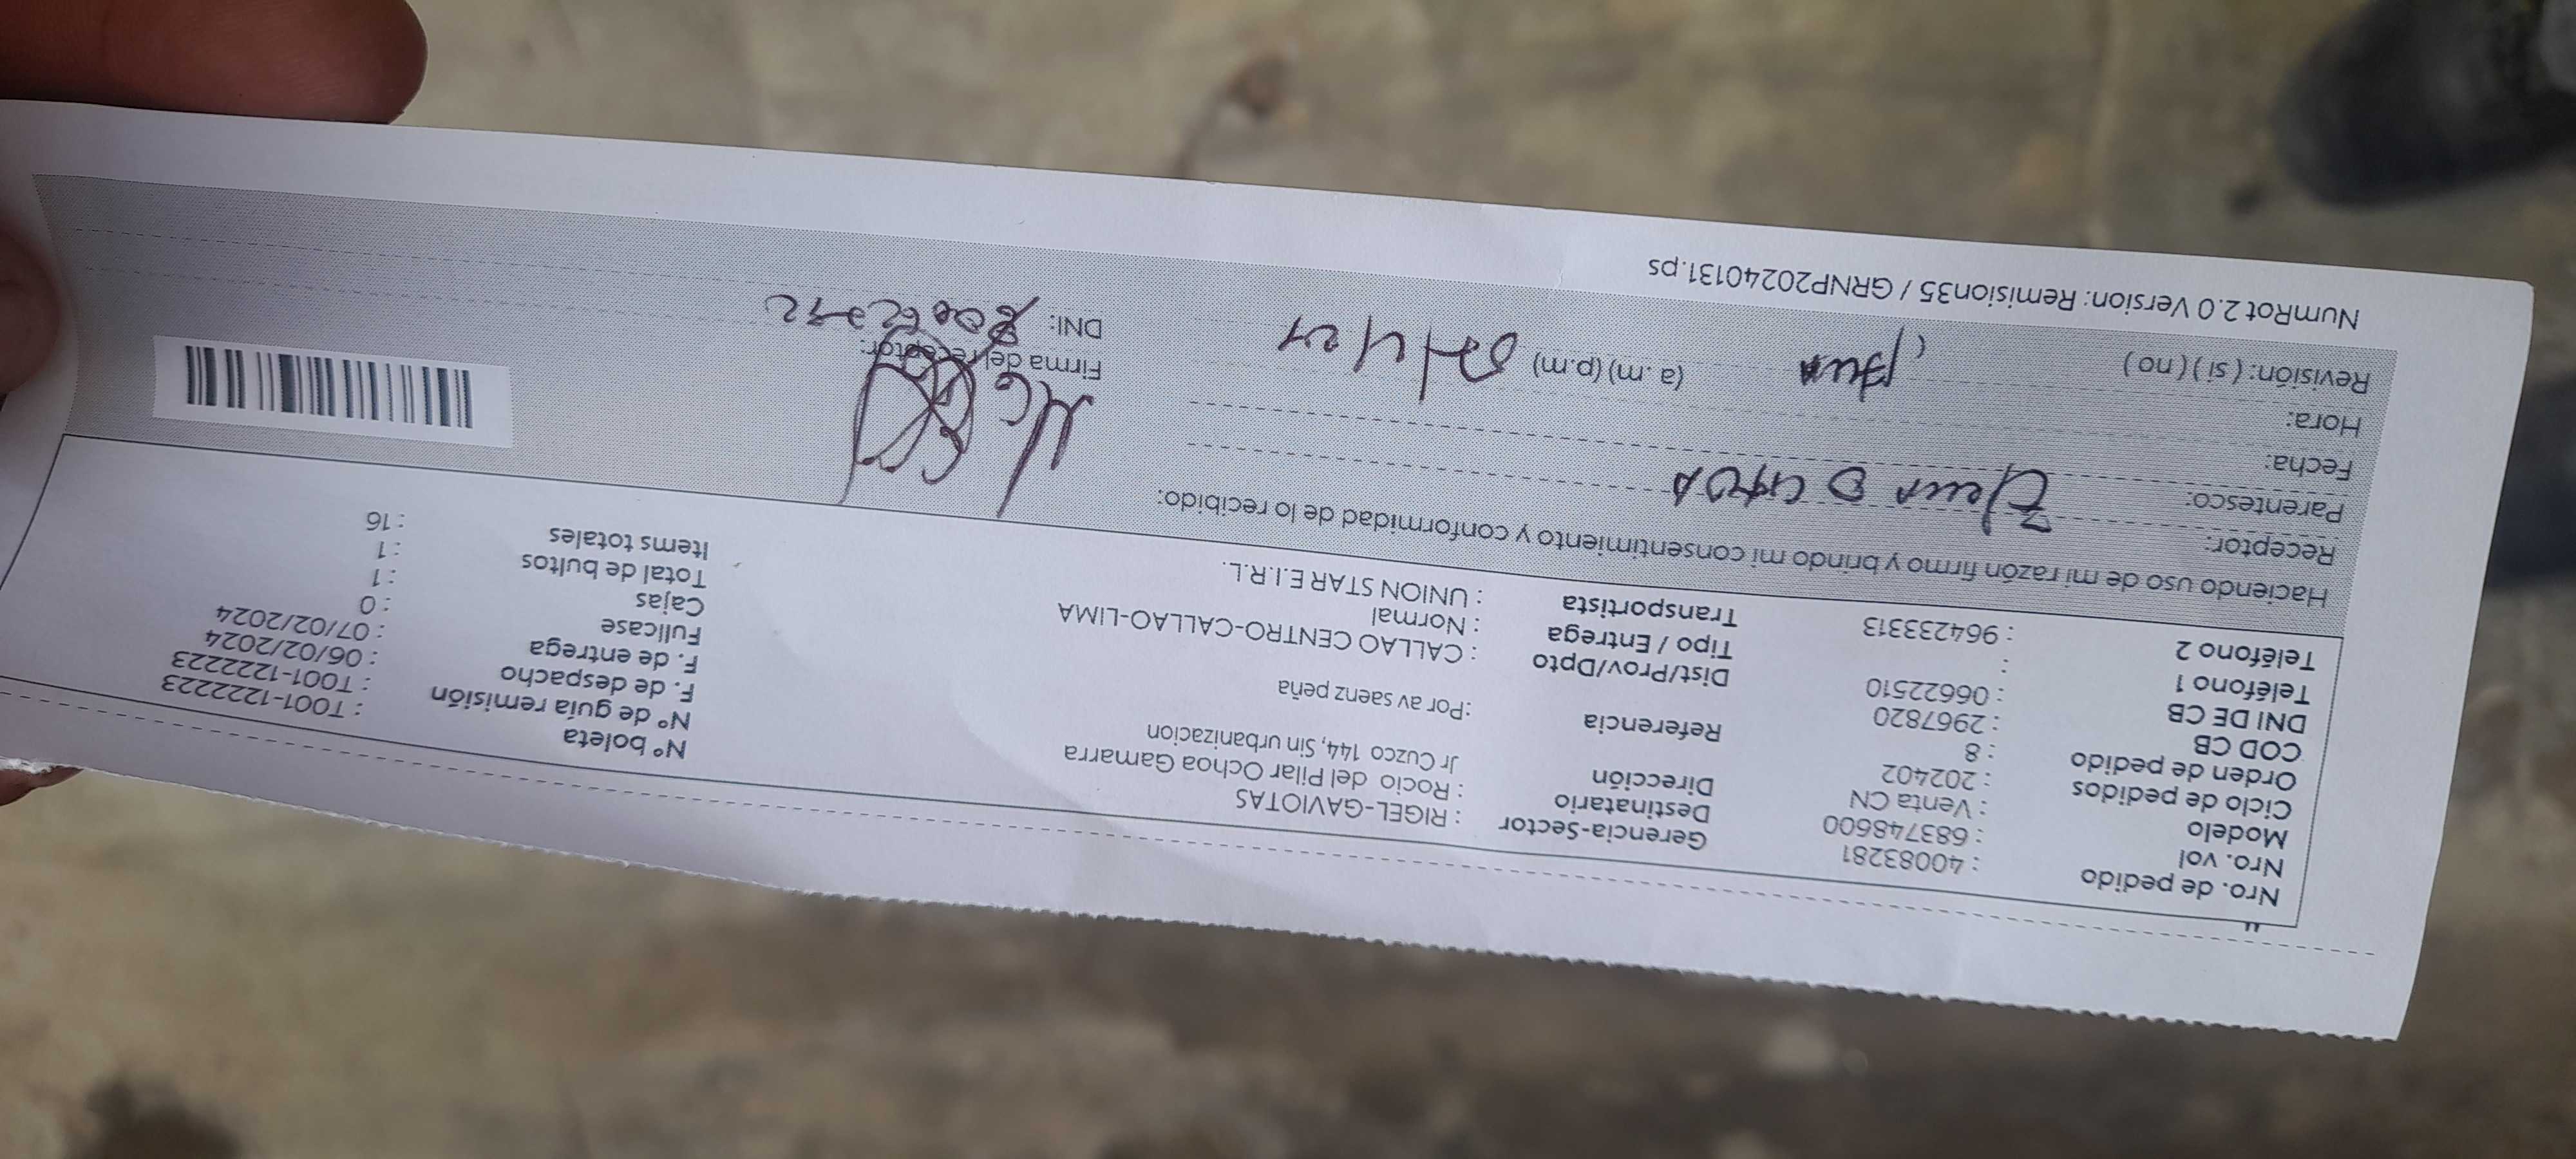 Nro. de pedido : 40083281
Nro. vol : 683748600
Modelo : Venta CN
Ciclo de pedidos : 202402
Orden de pedido : 8
COD CB : 2967820
DNI DE CB : 06622510
Teléfono 1 :
Teléfono 2 : 964233313
Gerencia-Sector : RIGEL-GAVIOTAS
Destinatario : Rocio del Pilar Ochoa Gamarra
Dirección Jr Cuzco 144, Sin urbanizacion
Referencia :Por av saenz peña
Dist/Prov/Dpto : CALLAO CENTRO-CALLAO-LIMA
Tipo / Entrega : Normal
Transportista : UNION STAR E.I.R.L.
N° boleta : T001-1222223
N° de guía remisión : T001-1222223
F. de despacho : 06/02/2024
F. de entrega : 07/02/2024
Fullcase : 0
Cajas : 1
Total de bultos : 1
Items totales : 16
Haciendo uso de mi razón firmo y brindo mi consentimiento y conformidad de lo recibido:
Receptor:
Parentesco:
Fecha:
Hora: (a.m) (p.m)
Revisión: ( si ) ( no )
Firma del receptor:
DNI:
NumRot 2.0 Version: Remision35 / GRNP20240131.ps